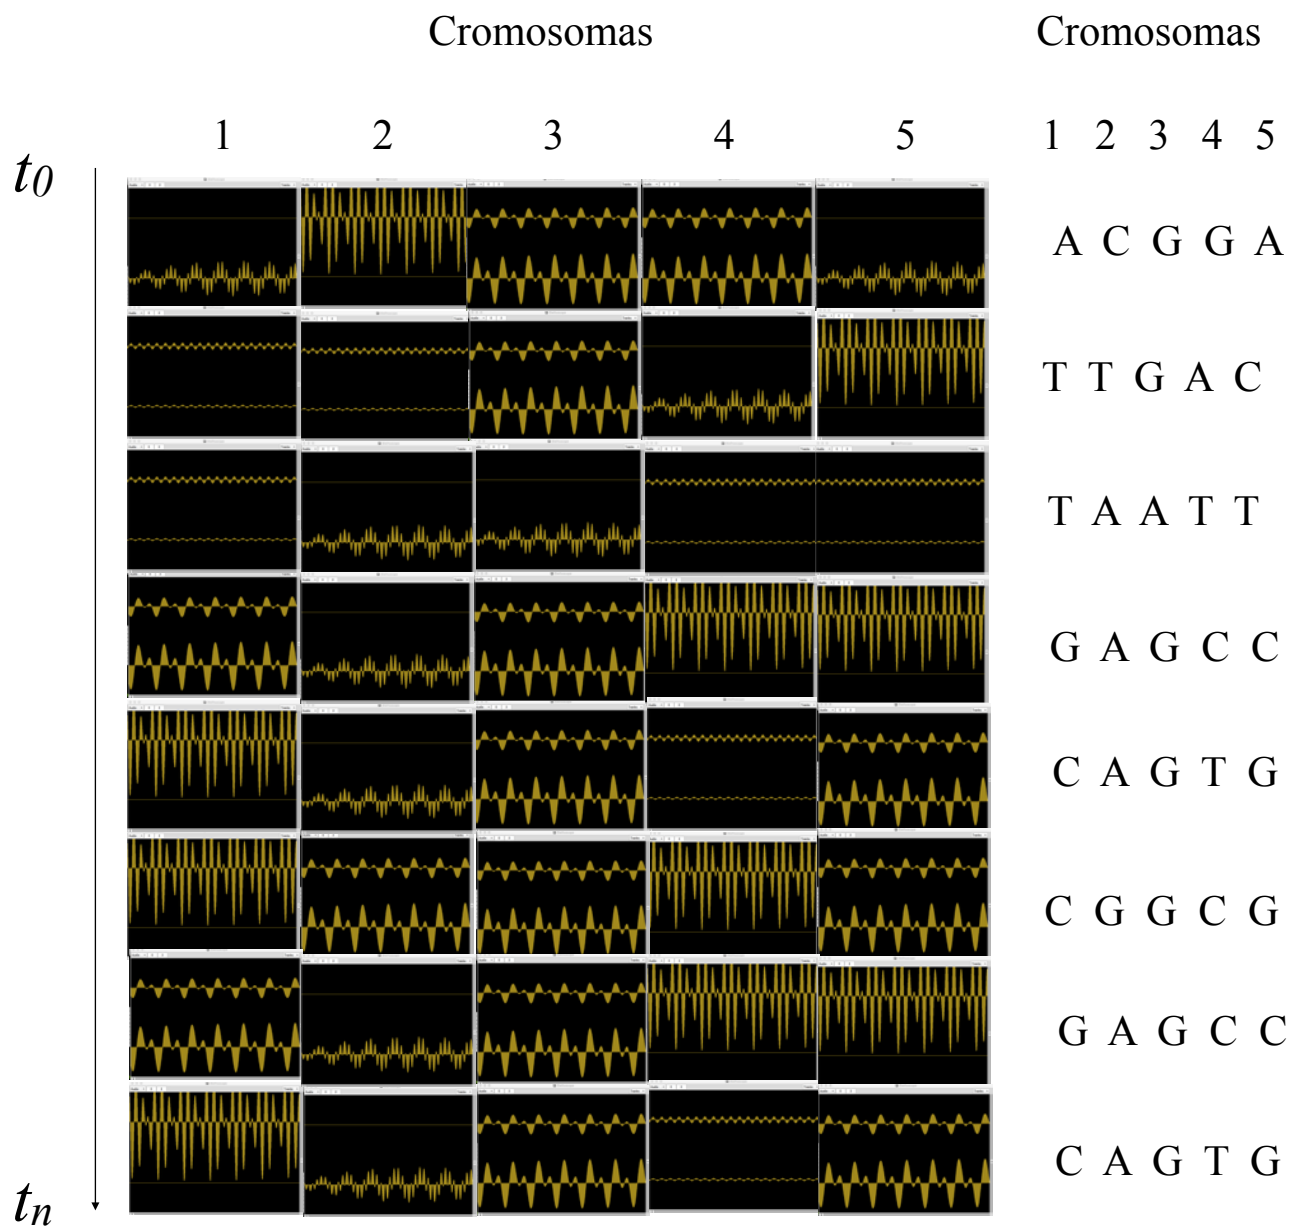 Cromosomas Cromosomas
1 2 3 4 5 1 2 3 4 5
t0
A C G G A
T T G A C
T A A T T
G A G C C
C A G T G
C G G C G
G A G C C
C A G T G
tn